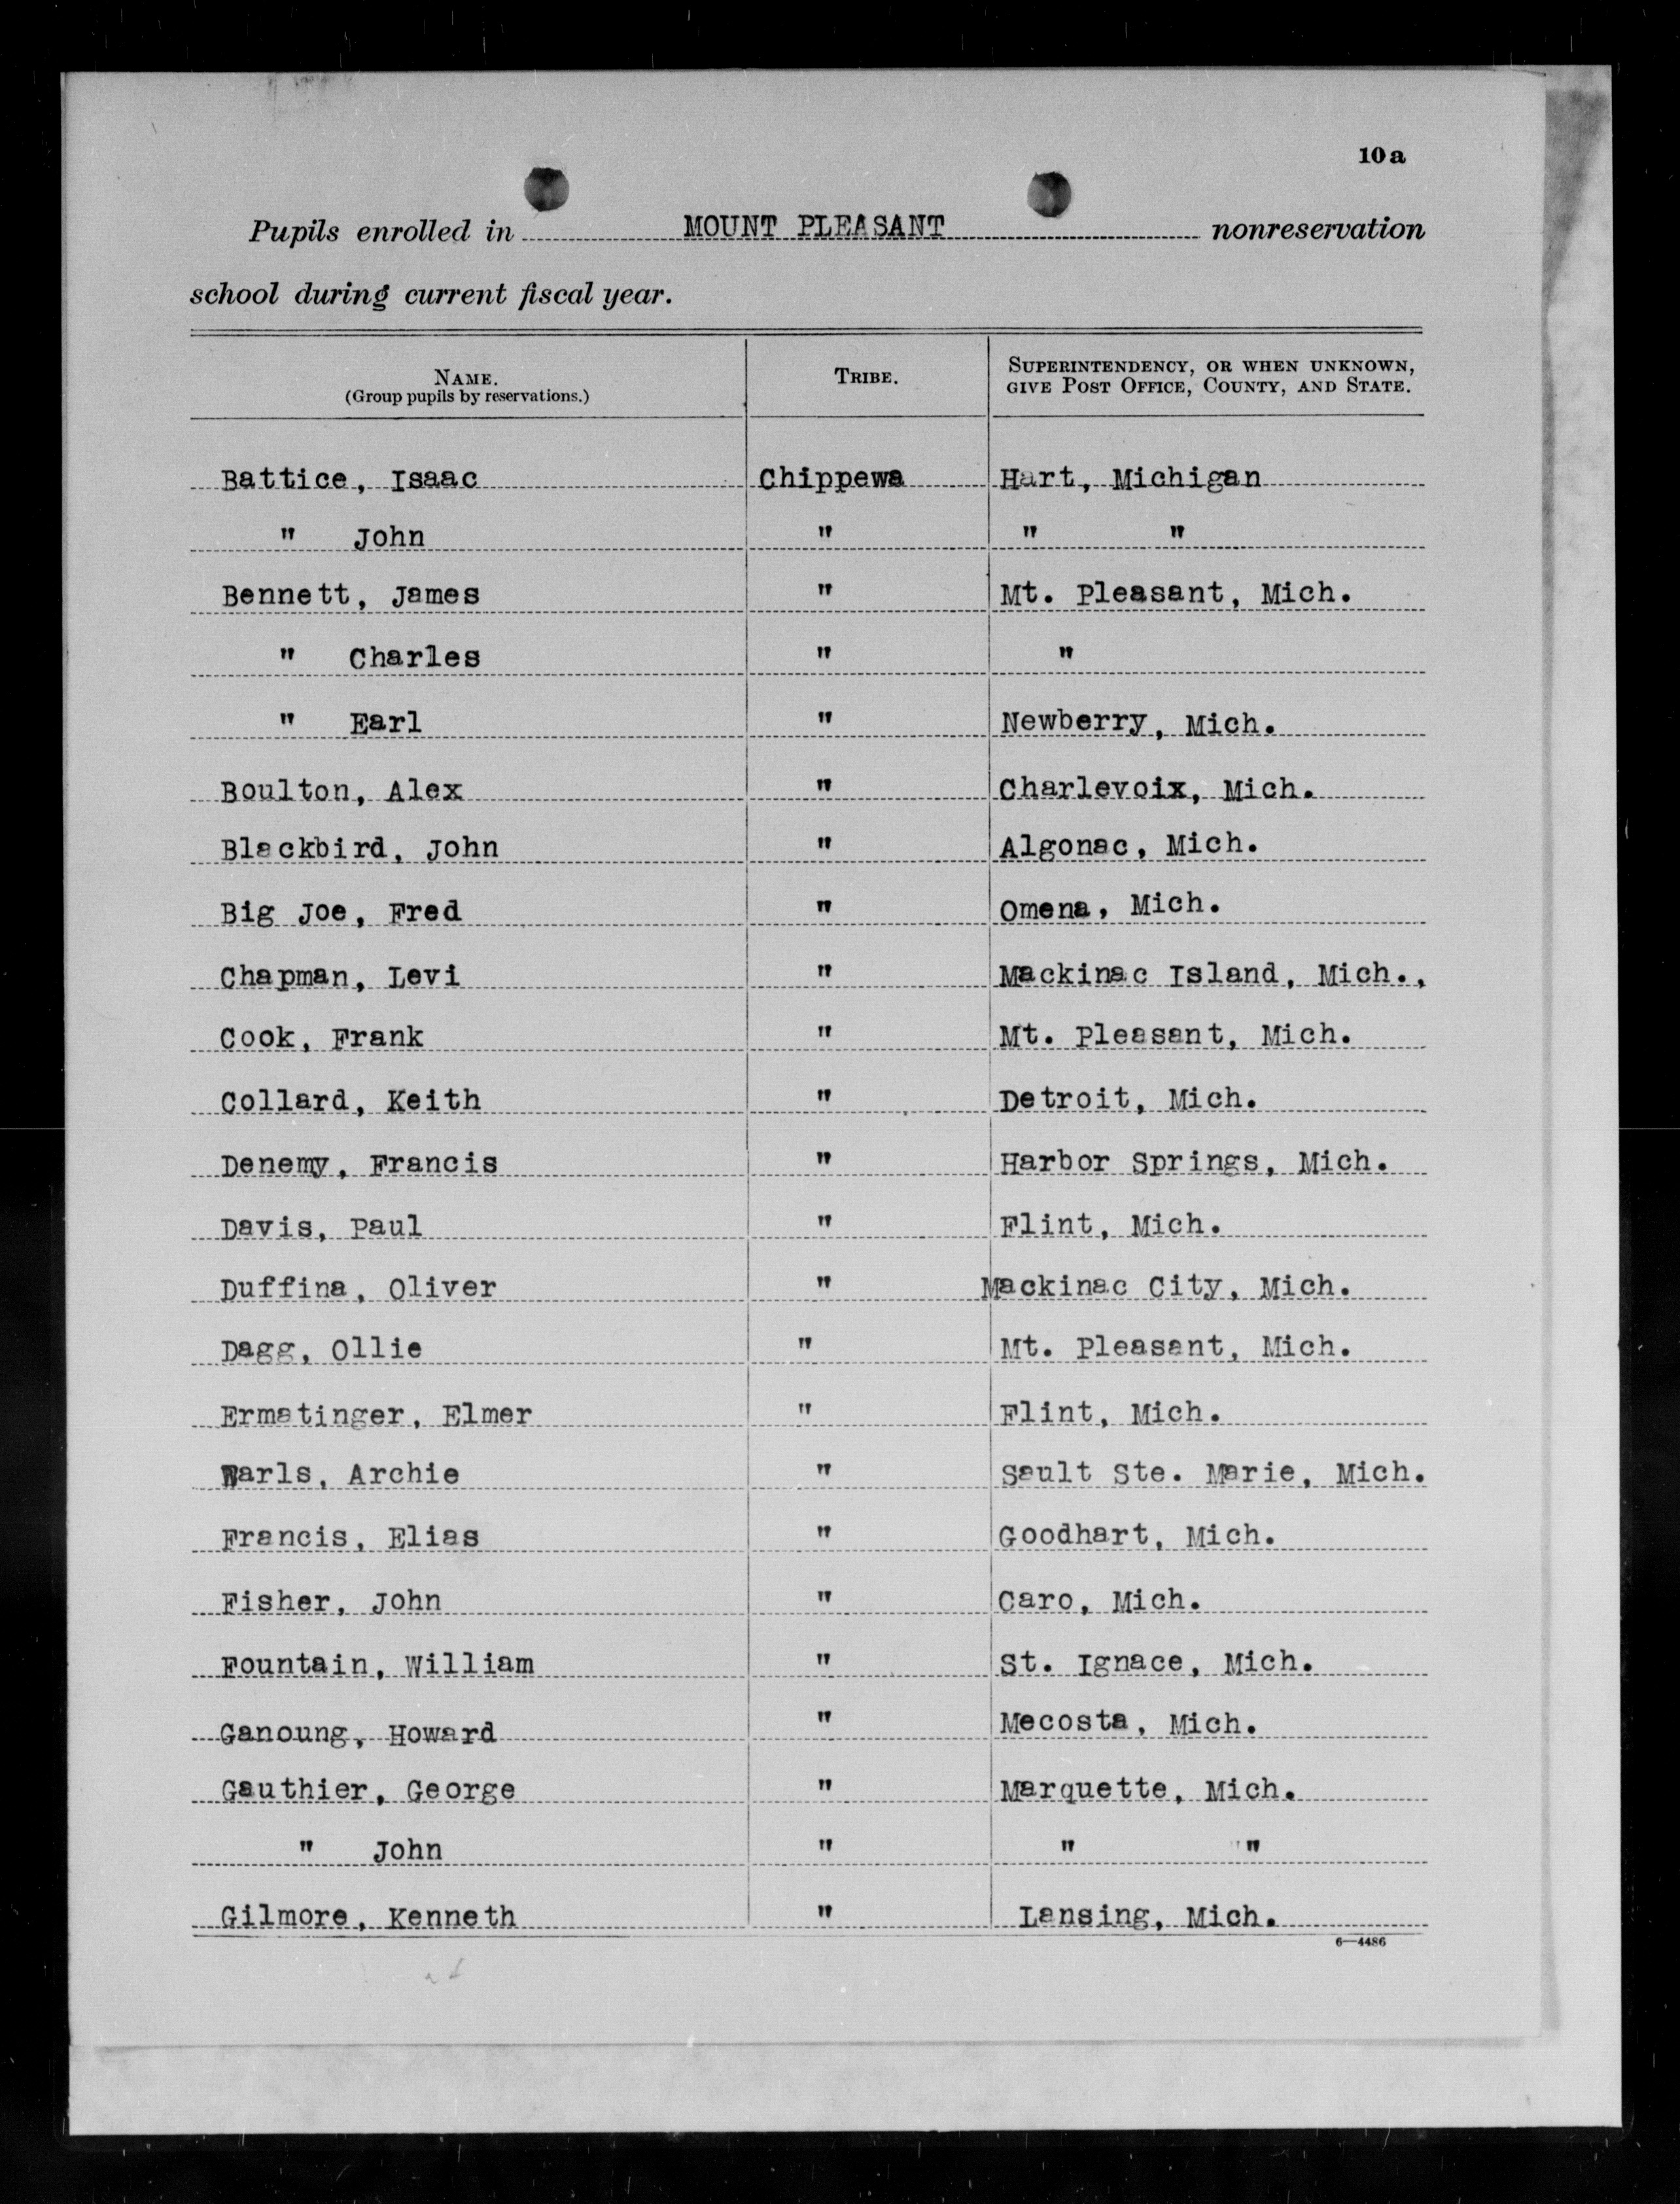 10a
Pupils enrolled in MOUNT PLEASANT nonreservation
school during current fiscal year.
NAME. TRIBE. SUPERINTENDENCY, OR WHEN UNKNOWN,
(Group pupils by reservations.) GIVE POST OFFICE, COUNTY, AND STATE.
Battice, Isaac Chippewa Hart, Michigan
" John " " "
Bennett, James " Mt. Pleasant, Mich.
" Charles " "
" Earl " Newberry, Mich.
Boulton, Alex " Charlevoix, Mich.
Blackbird, John " Algonac, Mich.
Big Joe, Fred " Omena, Mich.
Chapman, Levi " Mackinac Island, Mich.,
Cook, Frank " Mt. Pleasant, Mich.
Collard, Keith " Detroit, Mich.
Denemy, Francis " Harbor Springs, Mich.
Davis, Paul " Flint, Mich.
Duffina, Oliver " Mackinac City, Mich.
Dagg, Ollie " Mt. Pleasant, Mich.
Ermatinger, Elmer " Flint, Mich.
Archie " Sault Ste. Marie, Mich.
Francis, Elias " Goodhart, Mich.
Fisher, John " Caro, Mich.
Fountain, William " St. Ignace, Mich.
Ganoung, Howard " Mecosta, Mich.
Gauthier, George " Marquette, Mich.
" John " " "
Gilmore, Kenneth " Lansing, Mich.
6—4486